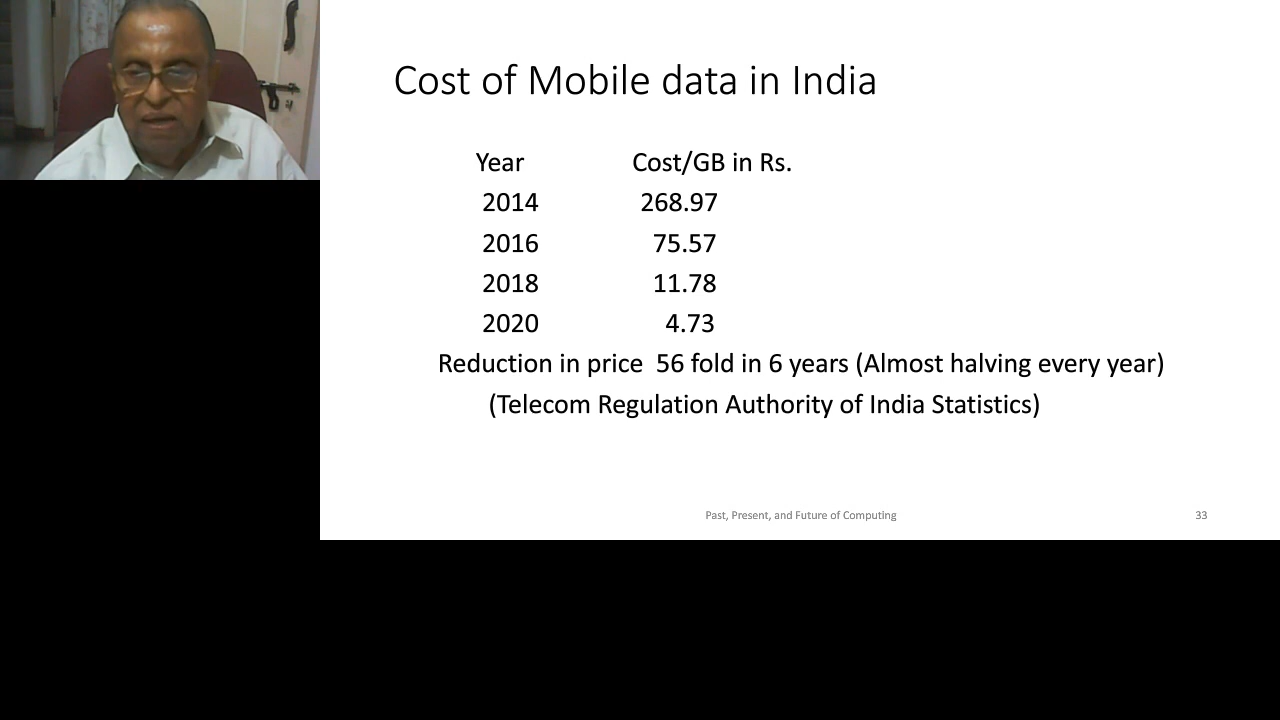 Cost of Mobile data in India
Year Cost/GB in Rs.
2014 268.97
2016 75.57
2018 11.78
2020 4.73
Reduction in price 56 fold in 6 years (Almost halving every year)
(Telecom Regulation Authority of India Statistics)
Past, Present, and Future of Computing 33